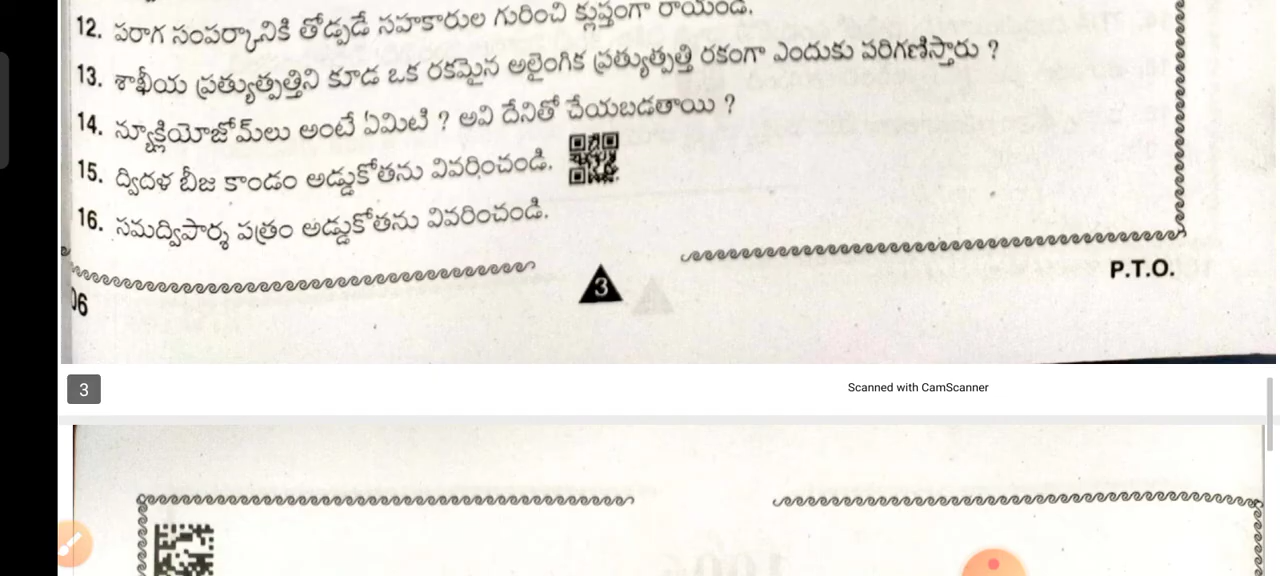 12. పరాగ సంపర్కానికి తోడ్పడే సహకారుల గురించి క్లుప్తంగా రాయండి.
13. శాఖీయ ప్రత్యుత్పత్తిని కూడ ఒక రకమైన అలైంగిక ప్రత్యుత్పత్తి రకంగా ఎందుకు పరిగణిస్తారు ?
14. న్యూక్లియోజోమ్‌లు అంటే ఏమిటి ? అవి దేనితో చేయబడతాయి ?
15. ద్విదళ బీజ కాండం అడ్డుకోతను వివరించండి.
16. సమద్విపార్శ్వ పత్రం అడ్డుకోతను వివరించండి.
3
P.T.O.
06
3
Scanned with CamScanner